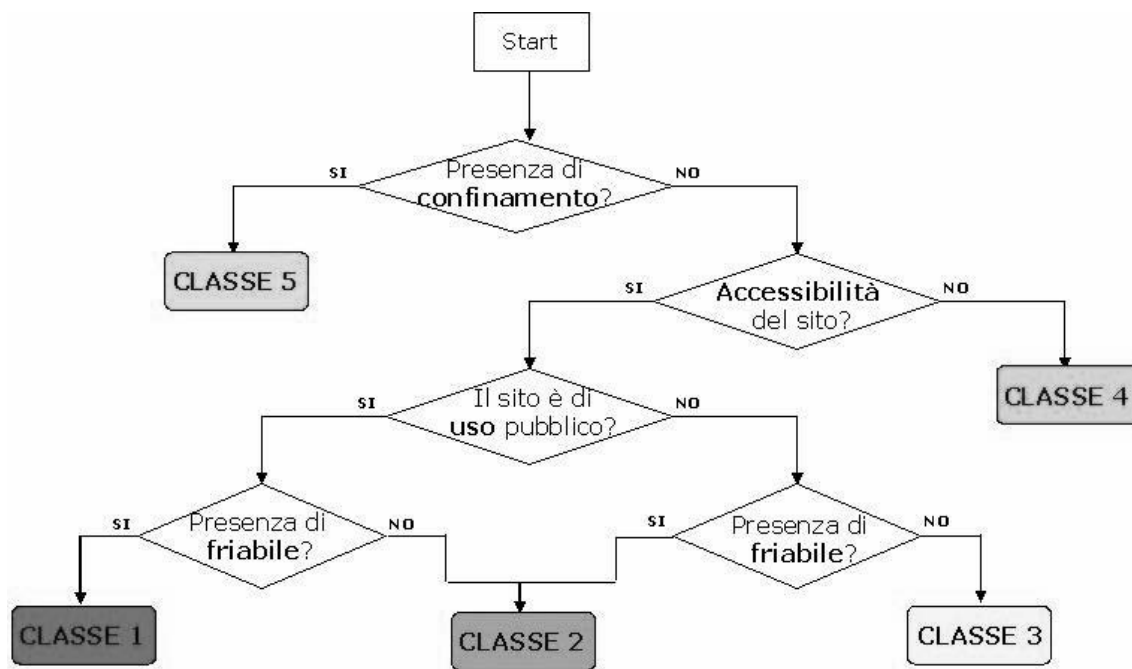 Start
Presenza di
confinamento?
SI
NO
CLASSE 5
Accessibilità
del sito?
SI
NO
CLASSE 4
Il sito è di
uso pubblico?
SI
NO
Presenza di
friabile?
SI
NO
Presenza di
friabile?
SI
NO
CLASSE 1
CLASSE 2
CLASSE 3